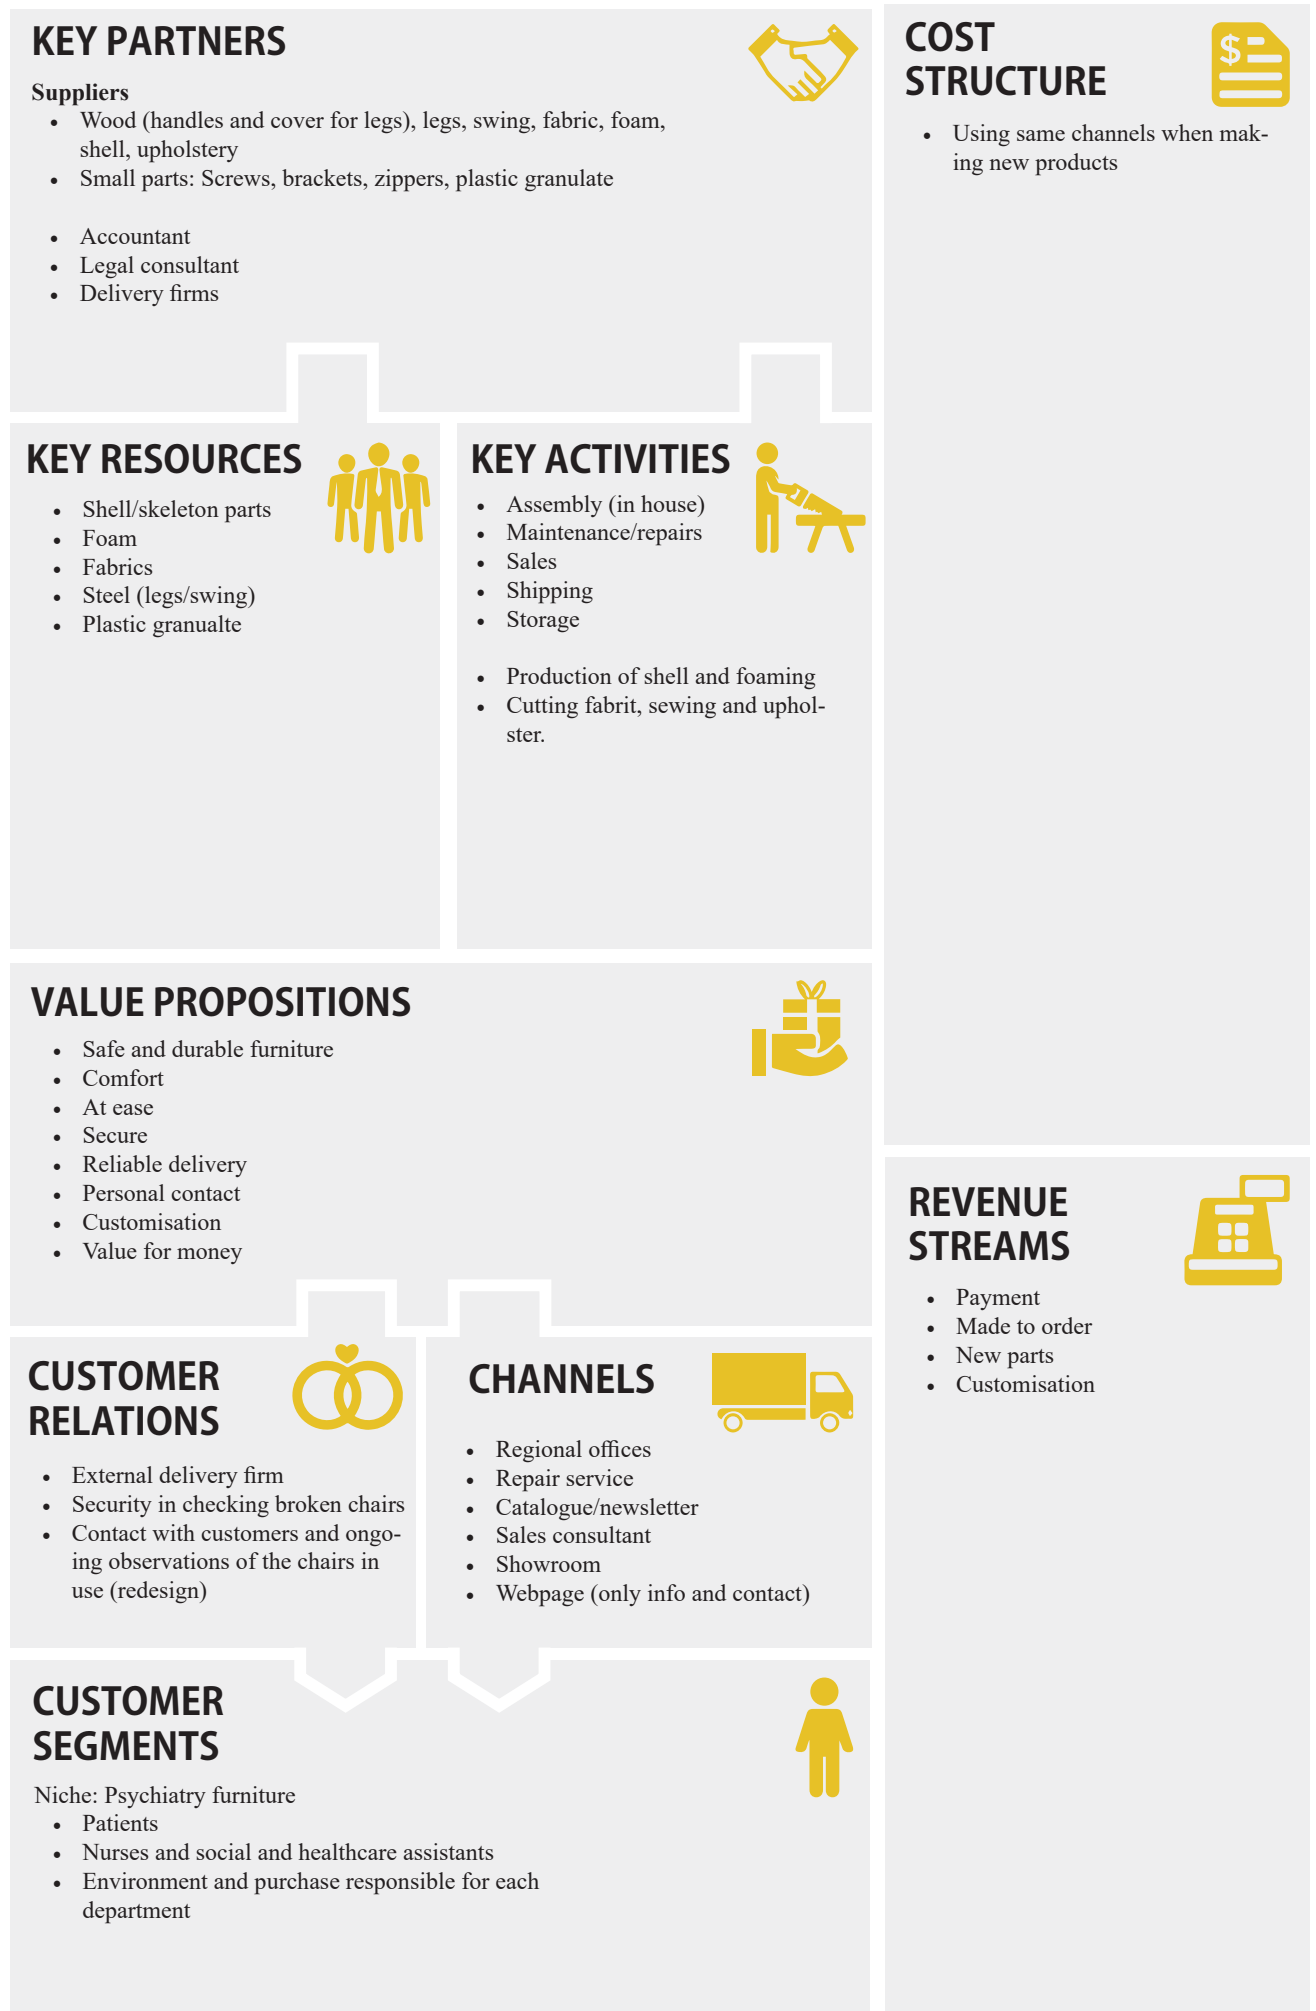 KEY PARTNERS
Suppliers
• Wood (handles and cover for legs), legs, swing, fabric, foam,
shell, upholstery
• Small parts: Screws, brackets, zippers, plastic granulate
• Accountant
• Legal consultant
• Delivery firms
KEY RESOURCES
• Shell/skeleton parts
• Foam
• Fabrics
• Steel (legs/swing)
• Plastic granualte
KEY ACTIVITIES
• Assembly (in house)
• Maintenance/repairs
• Sales
• Shipping
• Storage
• Production of shell and foaming
• Cutting fabrit, sewing and uphol-
ster.
VALUE PROPOSITIONS
• Safe and durable furniture
• Comfort
• At ease
• Secure
• Reliable delivery
• Personal contact
• Customisation
• Value for money
CUSTOMER
RELATIONS
• External delivery firm
• Security in checking broken chairs
• Contact with customers and ongo-
ing observations of the chairs in
use (redesign)
CHANNELS
• Regional offices
• Repair service
• Catalogue/newsletter
• Sales consultant
• Showroom
• Webpage (only info and contact)
CUSTOMER
SEGMENTS
Niche: Psychiatry furniture
• Patients
• Nurses and social and healthcare assistants
• Environment and purchase responsible for each
department
COST
STRUCTURE
$
• Using same channels when mak-
ing new products
REVENUE
STREAMS
• Payment
• Made to order
• New parts
• Customisation